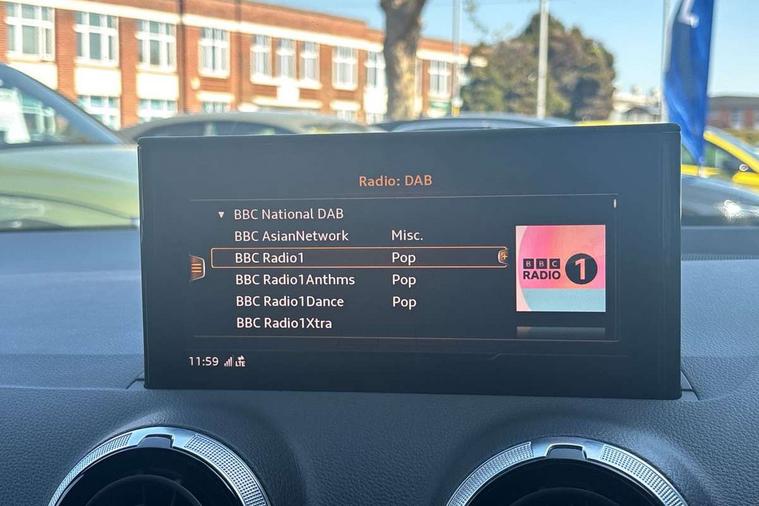 Radio: DAB
BBC National DAB
BBC AsianNetwork Misc.
BBC Radio1 Pop
BBC Radio1Anthms Pop
BBC Radio1Dance Pop
BBC Radio1Xtra
BBC
RADIO 1
11:59 LTE